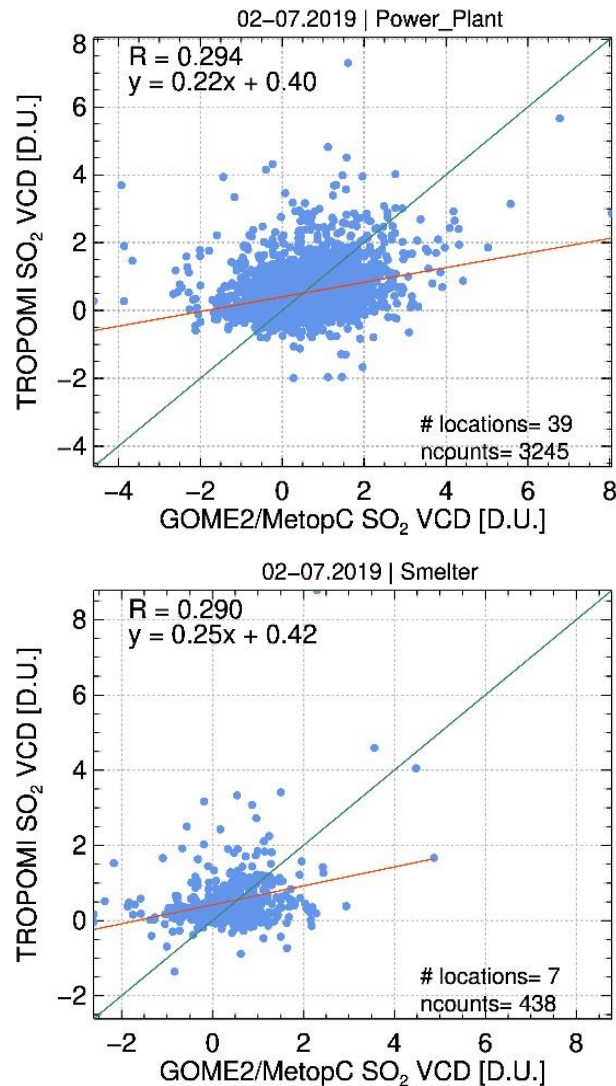 02-07.2019 | Power_Plant
R = 0.294
y = 0.22x + 0.40
8
6
4
2
0
−2
−4
TROPOMI SO₂ VCD [D.U.]
# locations= 39
ncounts= 3245
−4 −2 0 2 4 6 8
GOME2/MetopC SO₂ VCD [D.U.]
02-07.2019 | Smelter
R = 0.290
y = 0.25x + 0.42
8
6
4
2
0
−2
TROPOMI SO₂ VCD [D.U.]
# locations= 7
ncounts= 438
−2 0 2 4 6 8
GOME2/MetopC SO₂ VCD [D.U.]